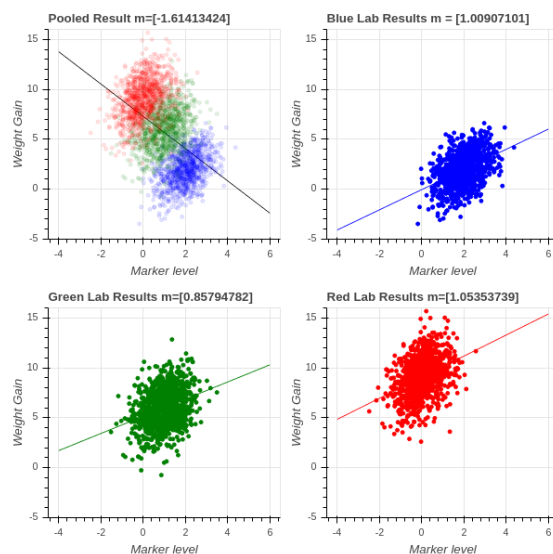 Pooled Result m=[-1.61413424]
Blue Lab Results m = [1.00907101]
15
10
5
0
-5
Weight Gain
-4 -2 0 2 4 6
Marker level
15
10
5
0
-5
Weight Gain
-4 -2 0 2 4 6
Marker level
Green Lab Results m=[0.85794782]
Red Lab Results m=[1.05353739]
15
10
5
0
-5
Weight Gain
-4 -2 0 2 4 6
Marker level
15
10
5
0
-5
Weight Gain
-4 -2 0 2 4 6
Marker level